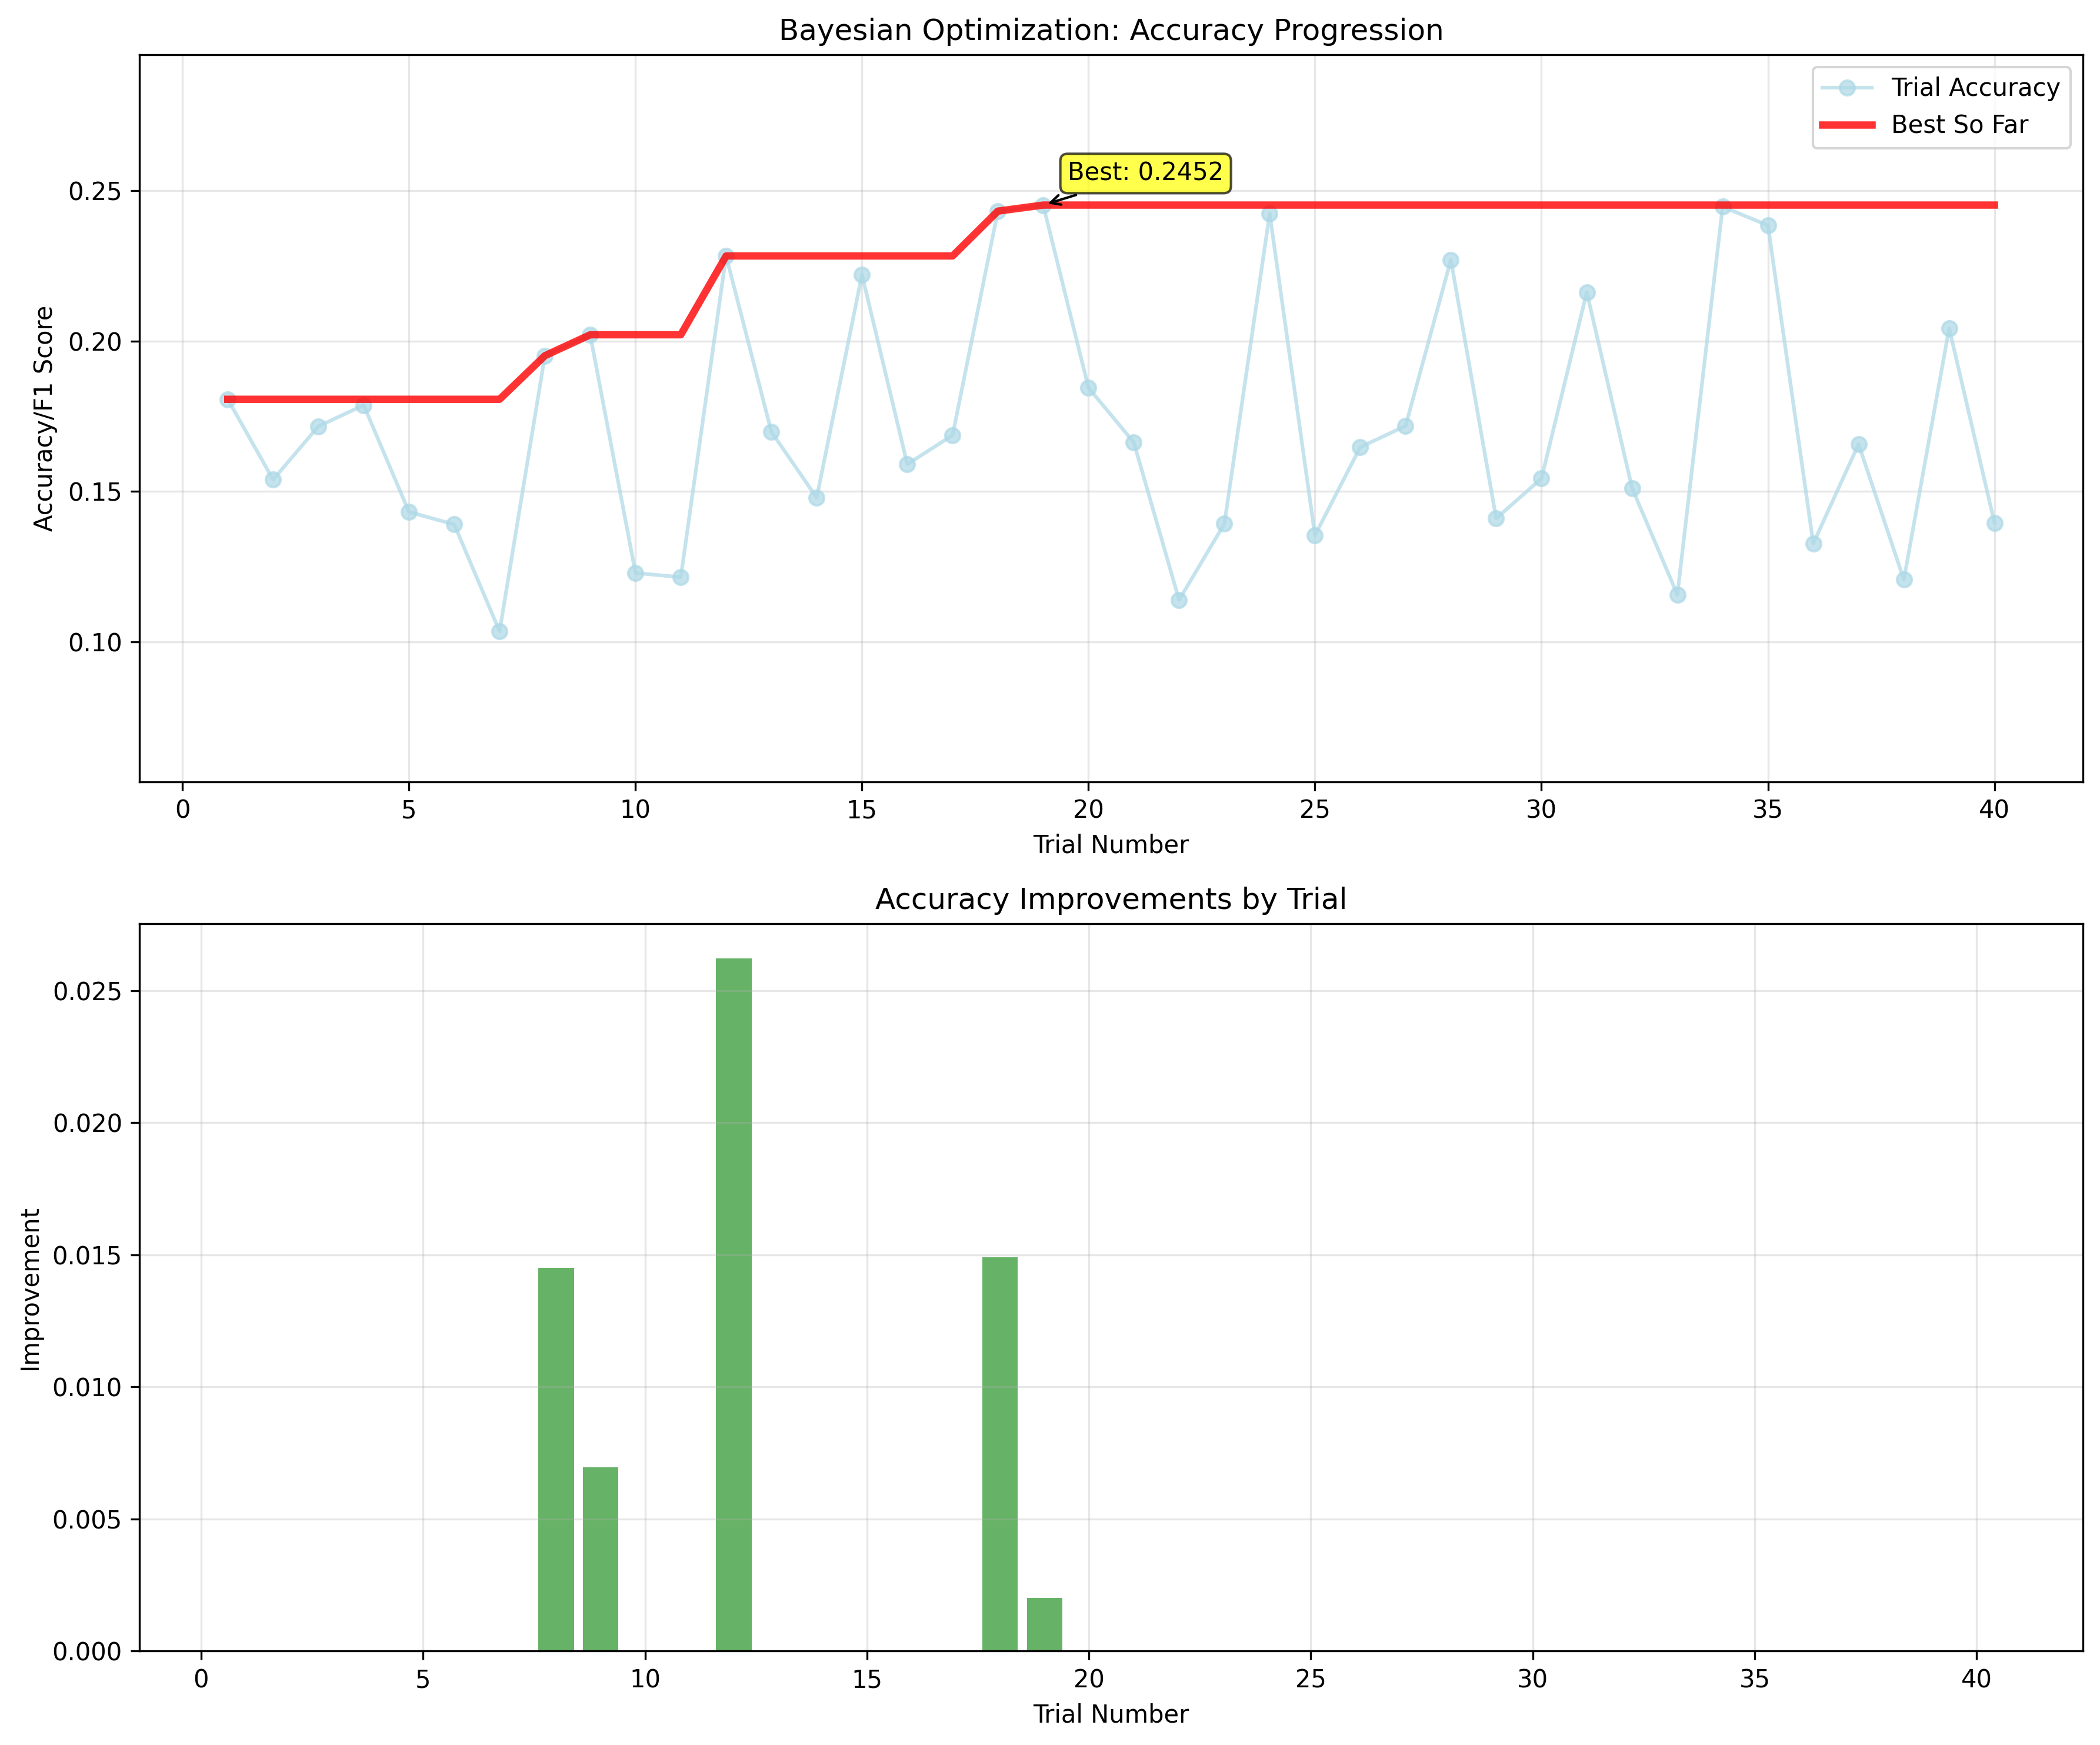 Bayesian Optimization: Accuracy Progression
Trial Accuracy
Best So Far
Best: 0.2452
Accuracy/F1 Score
0.25
0.20
0.15
0.10
0 5 10 15 20 25 30 35 40
Trial Number
Accuracy Improvements by Trial
Improvement
0.025
0.020
0.015
0.010
0.005
0.000
0 5 10 15 20 25 30 35 40
Trial Number